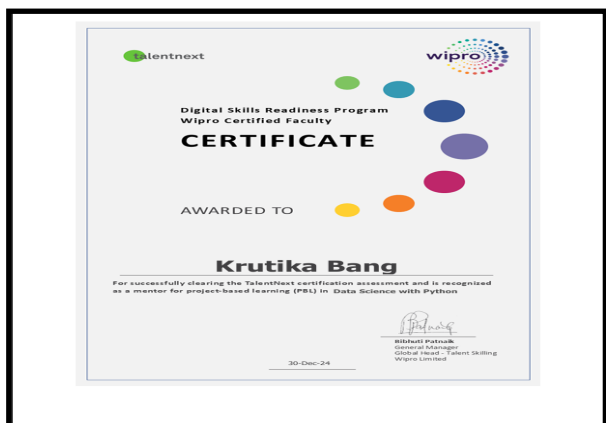 talentnext
wipro
Digital Skills Readiness Program
Wipro Certified Faculty
CERTIFICATE
AWARDED TO
Krutika Bang
For successfully clearing the TalentNext certification assessment and is recognized
as a mentor for project-based learning (PBL) in Data Science with Python
Bibhuti Patnaik
General Manager
Global Head - Talent Skilling
Wipro Limited
30-Dec-24